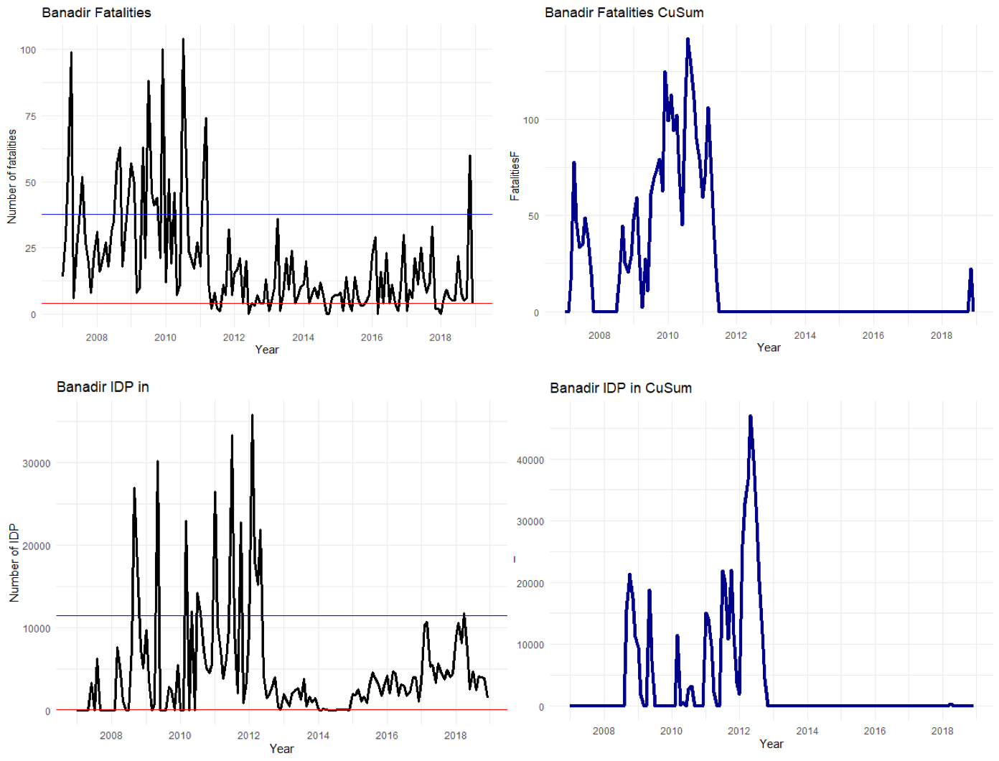 Banadir Fatalities
Number of fatalities
100
75
50
25
0
2008 2010 2012 2014 2016 2018
Year
Banadir Fatalities CuSum
FatalitiesF
100
50
0
2008 2010 2012 2014 2016 2018
Year
Banadir IDP in
Number of IDP
30000
20000
10000
0
2008 2010 2012 2014 2016 2018
Year
Banadir IDP in CuSum
I
40000
30000
20000
10000
0
2008 2010 2012 2014 2016 2018
Year